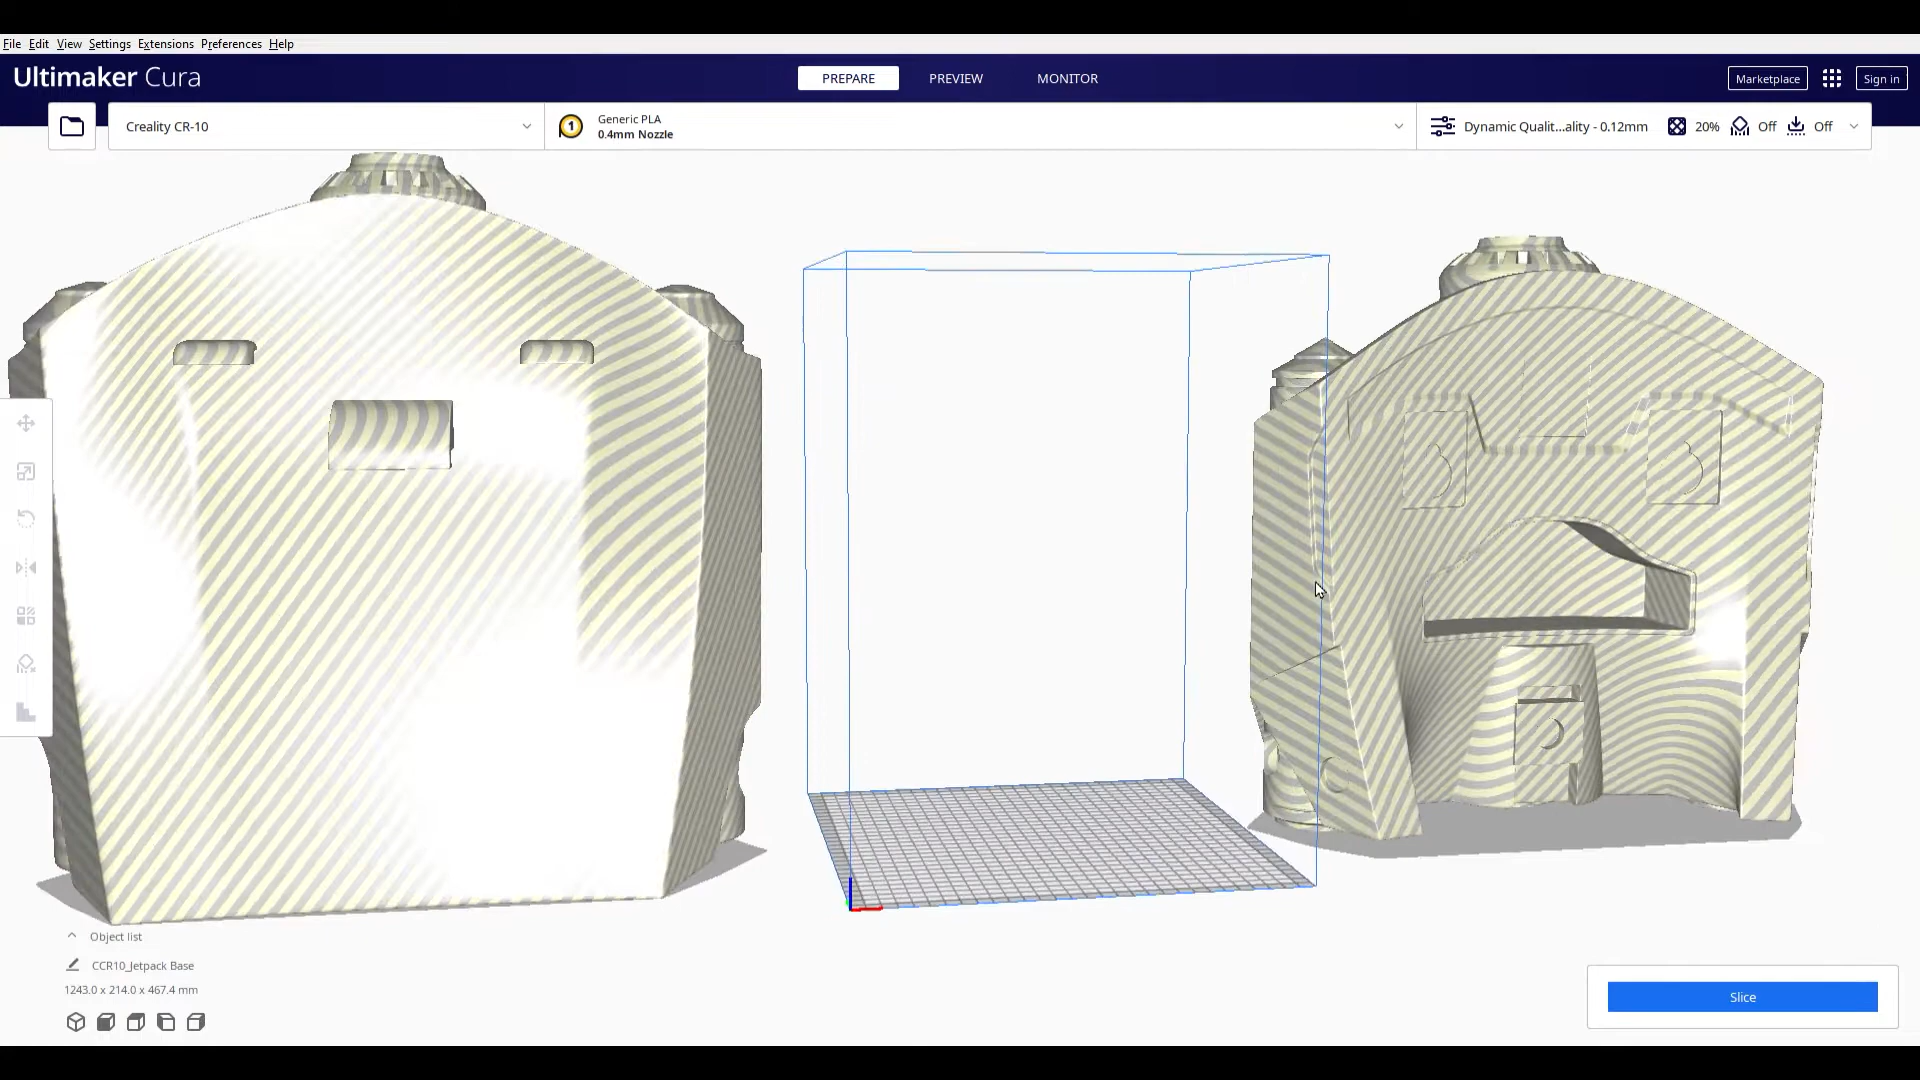 File Edit View Settings Extensions Preferences Help
Ultimaker Cura
PREPARE PREVIEW MONITOR
Marketplace
Sign in
Creality CR-10
1
Generic PLA
0.4mm Nozzle
Dynamic Qualit...ality - 0.12mm
20%
Off
Off
Object list
CCR10_Jetpack Base
1243.0 x 214.0 x 467.4 mm
Slice